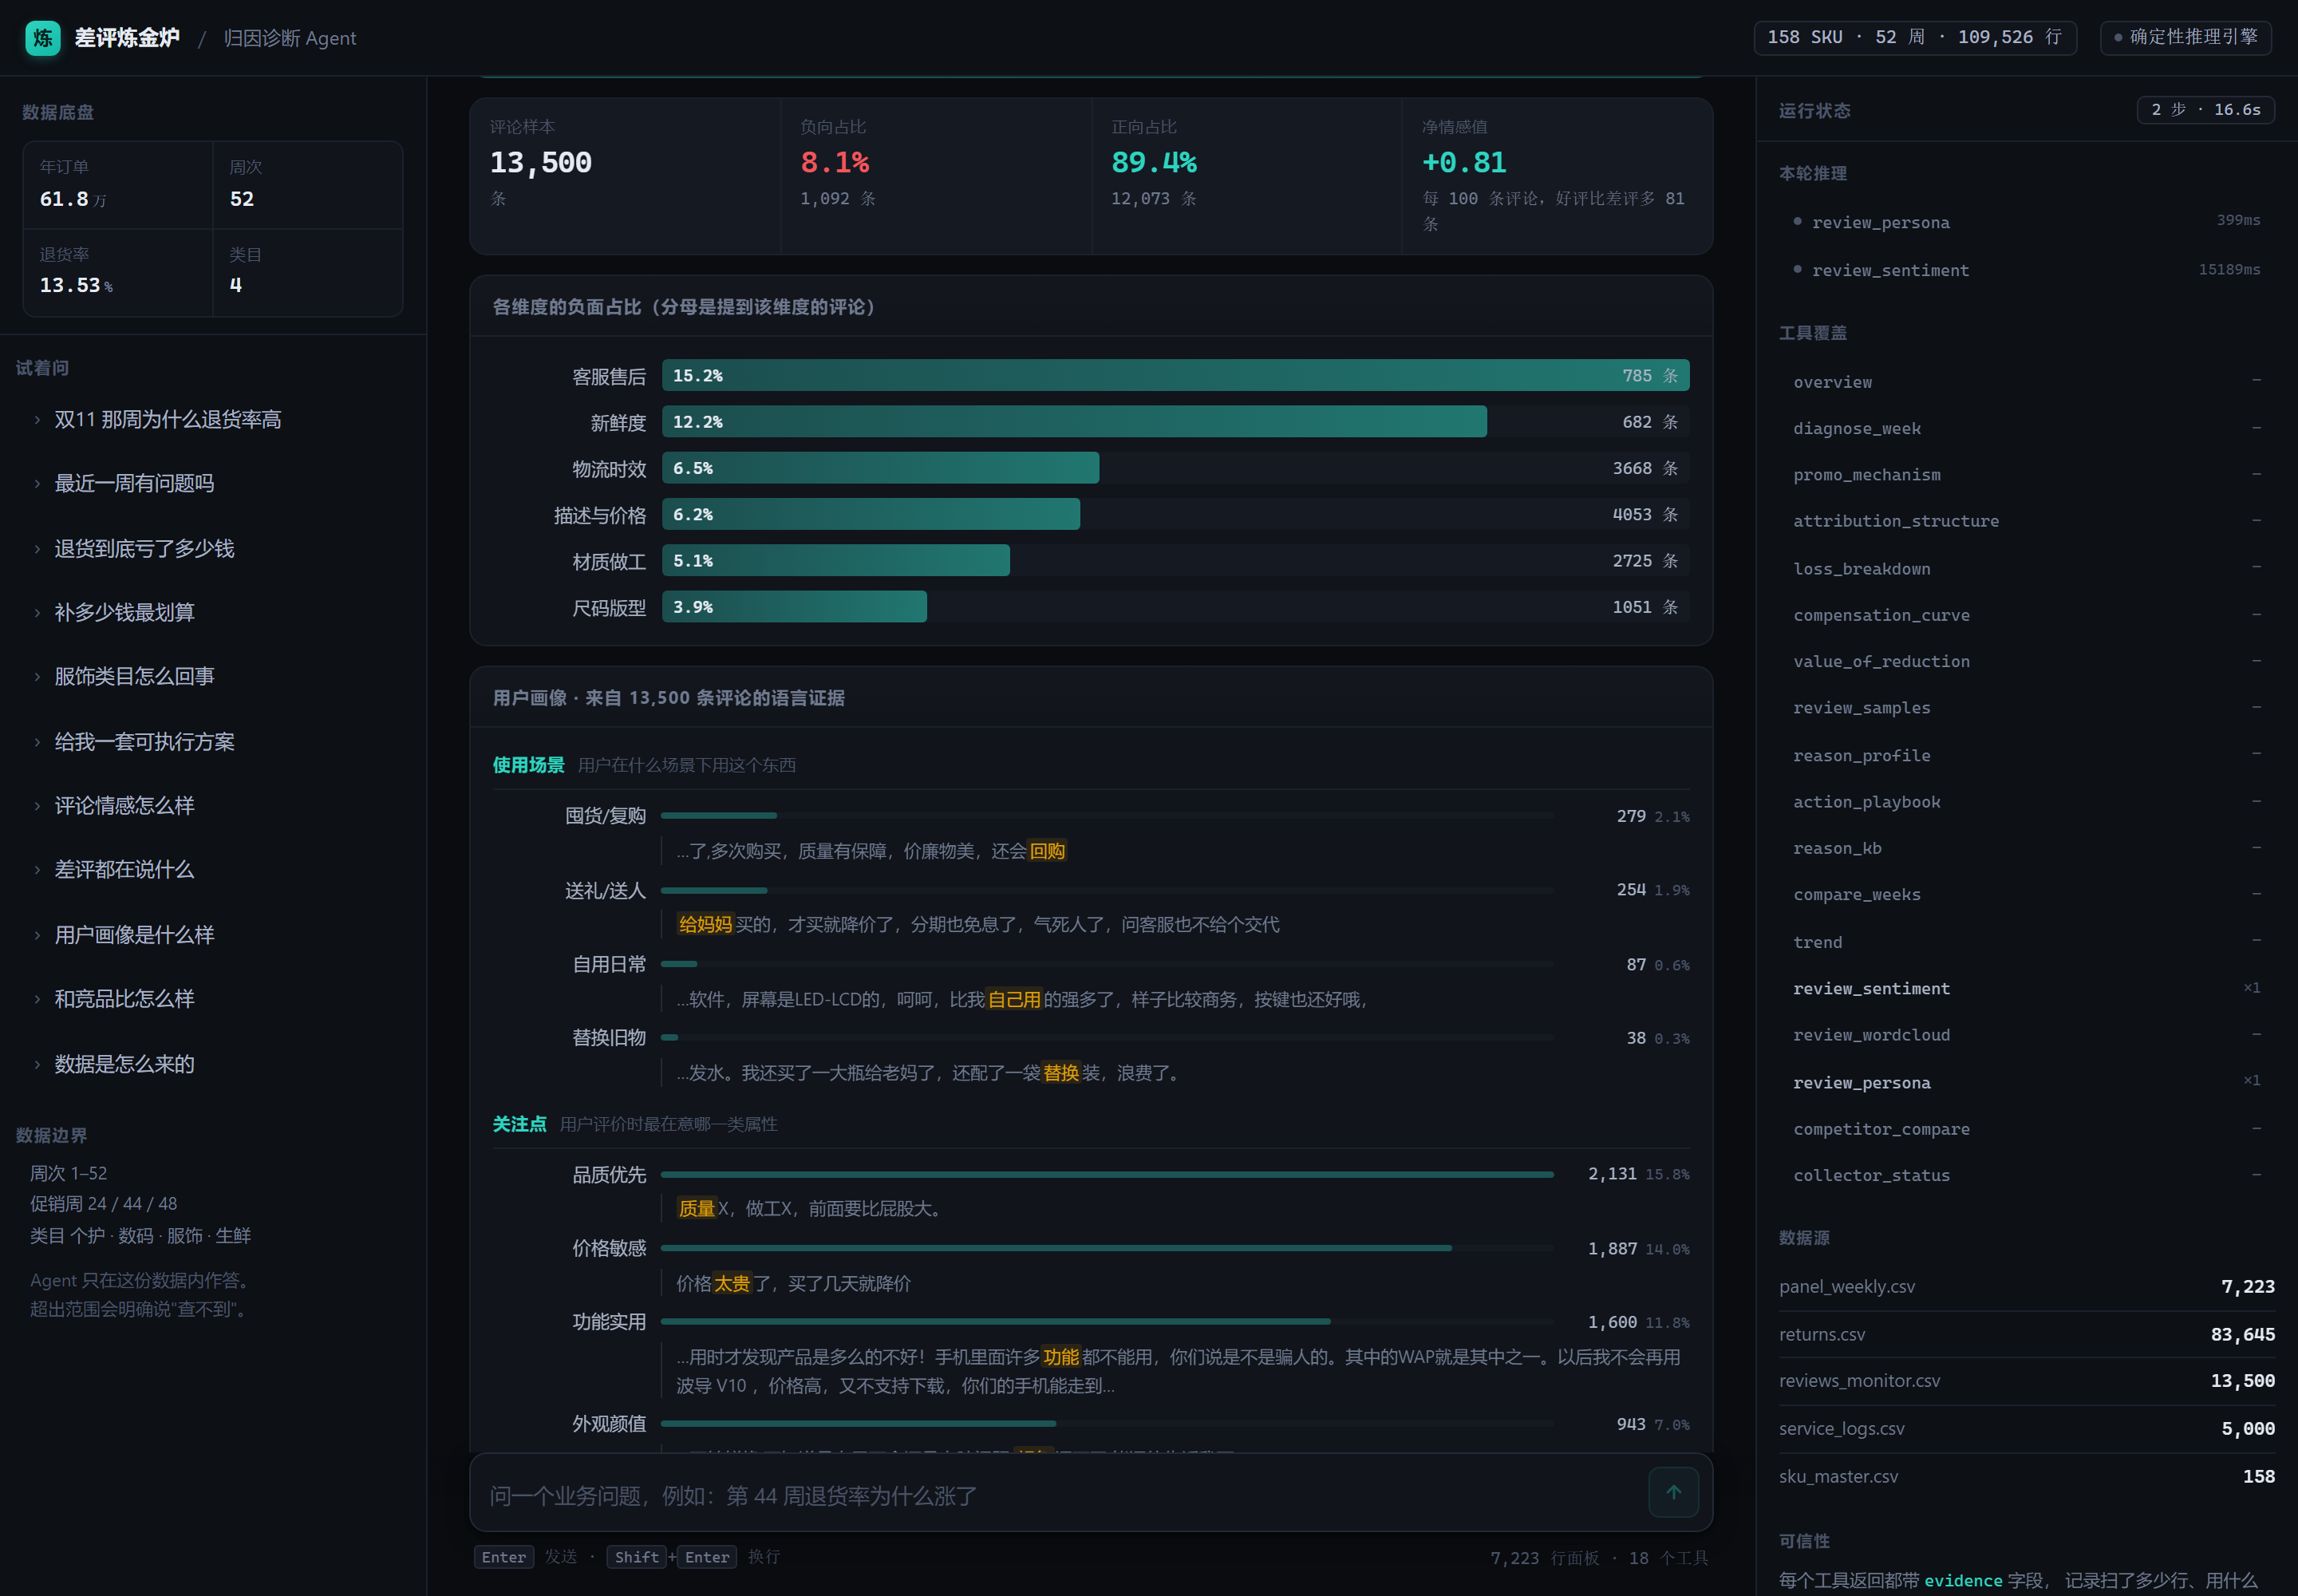 炼 差评炼金炉 / 归因诊断 Agent
158 SKU · 52 周 · 109,526 行
确定性推理引擎
数据底盘
年订单
61.8万
周次
52
退货率
13.53%
类目
4
试着问
› 双11 那周为什么退货率高
› 最近一周有问题吗
› 退货到底亏了多少钱
› 补多少钱最划算
› 服饰类目怎么回事
› 给我一套可执行方案
› 评论情感怎么样
› 差评都在说什么
› 用户画像是什么样
› 和竞品比怎么样
› 数据是怎么来的
数据边界
周次 1–52
促销周 24 / 44 / 48
类目 个护 · 数码 · 服饰 · 生鲜
Agent 只在这份数据内作答。
超出范围会明确说"查不到"。
评论样本
13,500
条
负向占比
8.1%
1,092 条
正向占比
89.4%
12,073 条
净情感值
+0.81
每 100 条评论，好评比差评多 81
条
各维度的负面占比（分母是提到该维度的评论）
客服售后 15.2% 785 条
新鲜度 12.2% 682 条
物流时效 6.5% 3668 条
描述与价格 6.2% 4053 条
材质做工 5.1% 2725 条
尺码版型 3.9% 1051 条
用户画像 · 来自 13,500 条评论的语言证据
使用场景 用户在什么场景下用这个东西
囤货/复购 279 2.1%
…了,多次购买，质量有保障，价廉物美，还会回购
送礼/送人 254 1.9%
给妈妈买的，才买就降价了，分期也免息了，气死人了，问客服也不给个交代
自用日常 87 0.6%
…软件，屏幕是LED-LCD的，呵呵，比我自己用的强多了，样子比较商务，按键也还好哦，
替换旧物 38 0.3%
…发水。我还买了一大瓶给老妈了，还配了一袋替换装，浪费了。
关注点 用户评价时最在意哪一类属性
品质优先 2,131 15.8%
质量X，做工X，前面要比屁股大。
价格敏感 1,887 14.0%
价格太贵了，买了几天就降价
功能实用 1,600 11.8%
…用时才发现产品是多么的不好！手机里面许多功能都不能用，你们说是不是骗人的。其中的WAP就是其中之一。以后我不会再用
波导 V10 ，价格高，又不支持下载，你们的手机能走到…
外观颜值 943 7.0%
问一个业务问题，例如：第 44 周退货率为什么涨了
Enter 发送 · Shift+Enter 换行
7,223 行面板 · 18 个工具
运行状态
2 步 · 16.6s
本轮推理
review_persona 399ms
review_sentiment 15189ms
工具覆盖
overview —
diagnose_week —
promo_mechanism —
attribution_structure —
loss_breakdown —
compensation_curve —
value_of_reduction —
review_samples —
reason_profile —
action_playbook —
reason_kb —
compare_weeks —
trend —
review_sentiment ×1
review_wordcloud —
review_persona ×1
competitor_compare —
collector_status —
数据源
panel_weekly.csv 7,223
returns.csv 83,645
reviews_monitor.csv 13,500
service_logs.csv 5,000
sku_master.csv 158
可信性
每个工具返回都带 evidence 字段， 记录扫了多少行、用什么